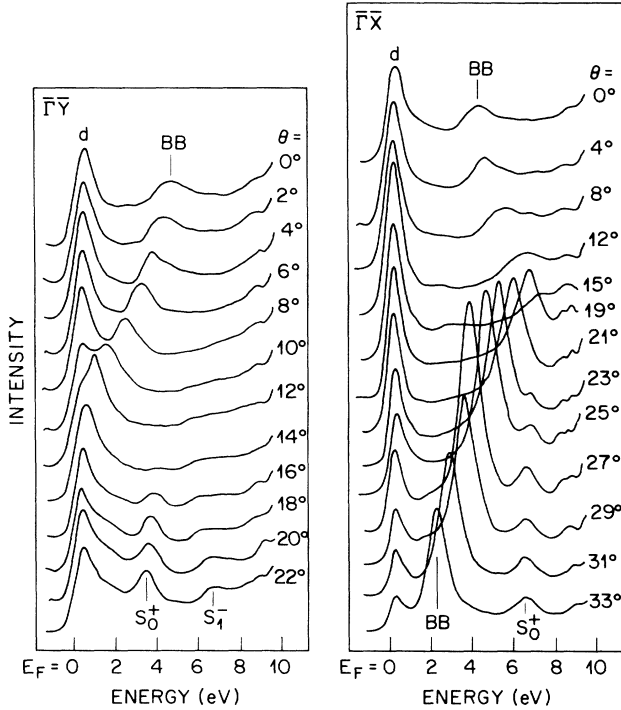 Γ̄Ȳ
d
BB
θ =
0°
2°
4°
6°
8°
10°
12°
14°
16°
18°
20°
22°
S₀⁺
S₁⁻
INTENSITY
E_F = 0 2 4 6 8 10
ENERGY (eV)
Γ̄X̄
d
BB
θ =
0°
4°
8°
12°
15°
19°
21°
23°
25°
27°
29°
31°
33°
BB
S₀⁺
E_F = 0 2 4 6 8 10
ENERGY (eV)